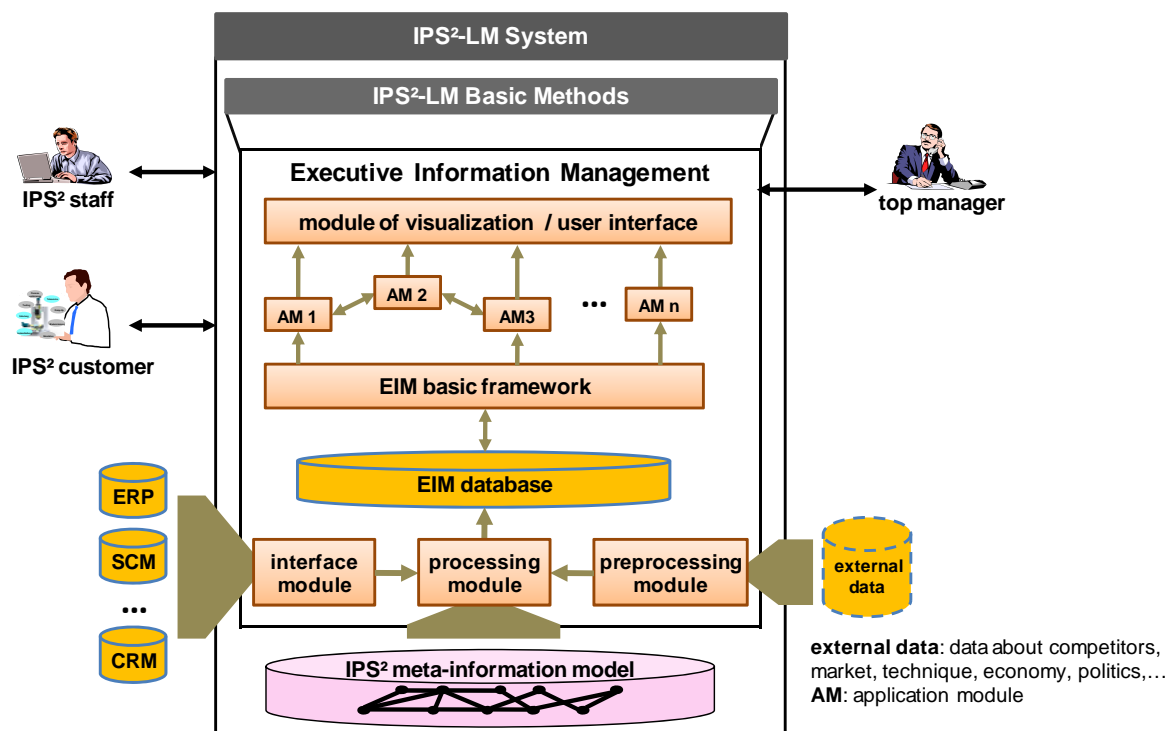 IPS²-LM System
IPS²-LM Basic Methods
Executive Information Management
IPS² staff
top manager
module of visualization / user interface
AM 1
AM 2
AM3
...
AM n
IPS² customer
EIM basic framework
EIM database
ERP
SCM
...
CRM
interface
module
processing
module
preprocessing
module
external
data
IPS² meta-information model
external data: data about competitors,
market, technique, economy, politics,...
AM: application module